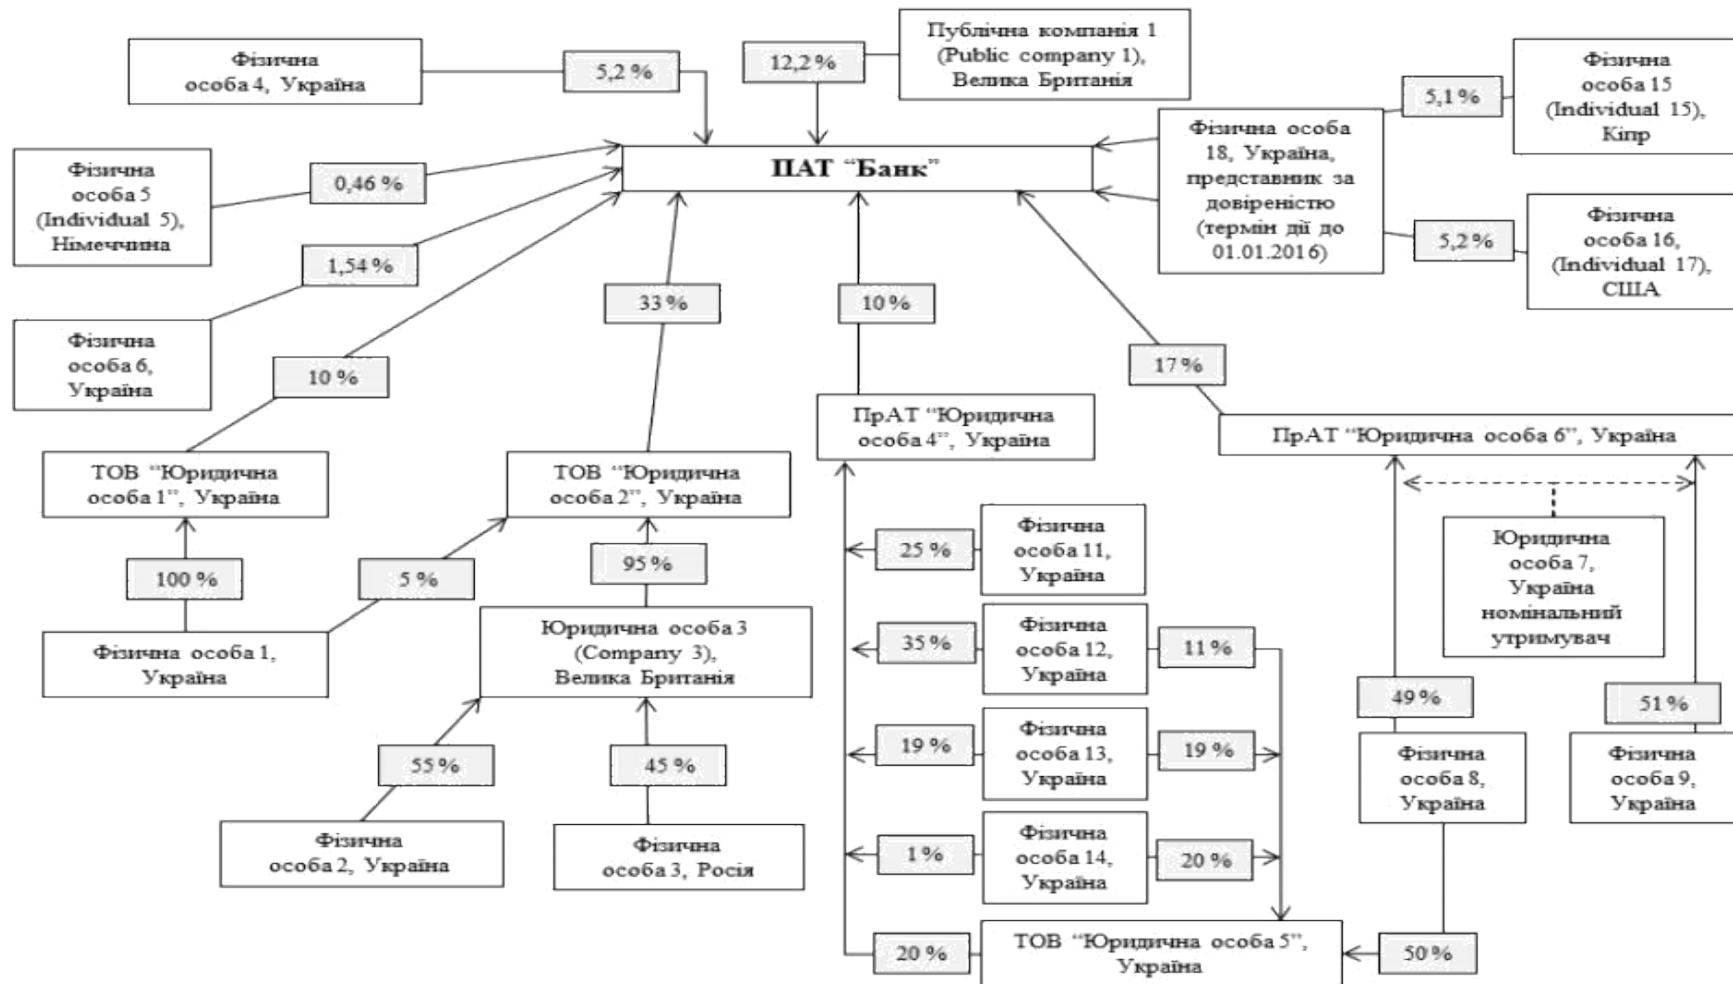 Фізична
особа 4, Україна
5,2 %
12,2 %
Публічна компанія 1
(Public company 1),
Велика Британія
Фізична
особа 15
(Individual 15),
Кіпр
5,1 %
Фізична особа
18, Україна,
представник за
довіреністю
(термін дії до
01.01.2016)
ПАТ “Банк”
Фізична
особа 5
(Individual 5),
Німеччина
0,46 %
Фізична
особа 16,
(Individual 17),
США
5,2 %
1,54 %
33 %
10 %
Фізична
особа 6,
Україна
10 %
17 %
ПрАТ “Юридична
особа 4”, Україна
ПрАТ “Юридична особа 6”, Україна
ТОВ “Юридична
особа 1”, Україна
ТОВ “Юридична
особа 2”, Україна
25 %
Фізична
особа 11,
Україна
Юридична
особа 7,
Україна
номінальний
утримувач
100 %
5 %
95 %
Фізична особа 1,
Україна
Юридична особа 3
(Company 3),
Велика Британія
35 %
Фізична
особа 12,
Україна
11 %
49 %
51 %
55 %
45 %
19 %
Фізична
особа 13,
Україна
19 %
Фізична
особа 8,
Україна
Фізична
особа 9,
Україна
Фізична
особа 2, Україна
Фізична
особа 3, Росія
1 %
Фізична
особа 14,
Україна
20 %
20 %
ТОВ “Юридична особа 5”,
Україна
50 %